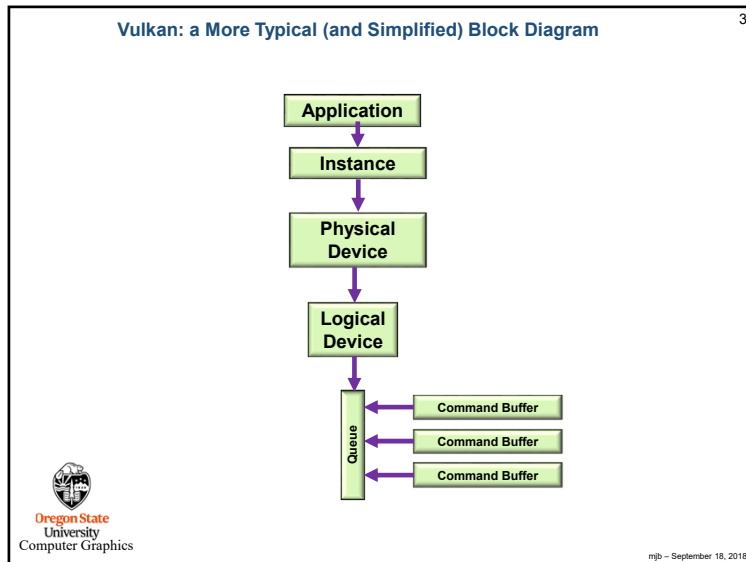 3
Vulkan: a More Typical (and Simplified) Block Diagram
Application
Instance
Physical
Device
Logical
Device
Queue
Command Buffer
Command Buffer
Command Buffer
Oregon State
University
Computer Graphics
mjb – September 18, 2018